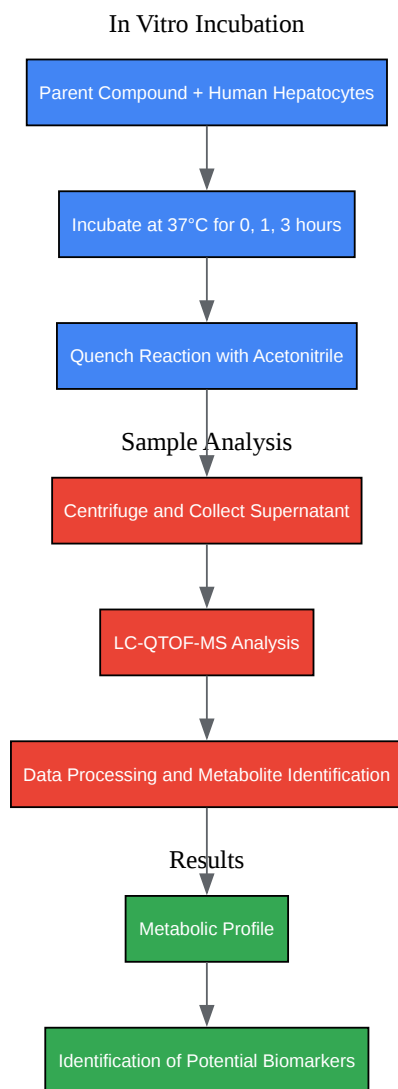 In Vitro Incubation
Parent Compound + Human Hepatocytes
Incubate at 37°C for 0, 1, 3 hours
Quench Reaction with Acetonitrile
Sample Analysis
Centrifuge and Collect Supernatant
LC-QTOF-MS Analysis
Data Processing and Metabolite Identification
Results
Metabolic Profile
Identification of Potential Biomarkers